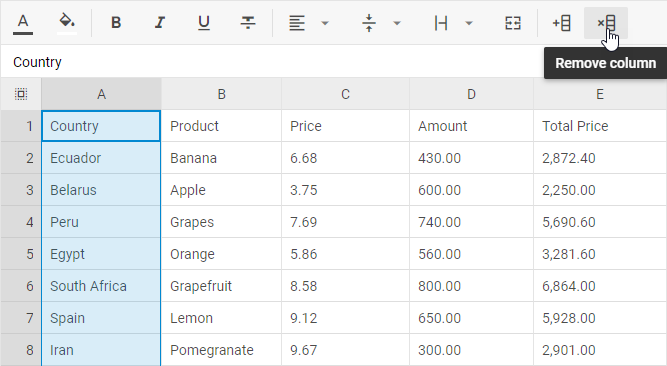 A B I U S
Remove column
Country
A B C D E
1 Country Product Price Amount Total Price
2 Ecuador Banana 6.68 430.00 2,872.40
3 Belarus Apple 3.75 600.00 2,250.00
4 Peru Grapes 7.69 740.00 5,690.60
5 Egypt Orange 5.86 560.00 3,281.60
6 South Africa Grapefruit 8.58 800.00 6,864.00
7 Spain Lemon 9.12 650.00 5,928.00
8 Iran Pomegranate 9.67 300.00 2,901.00